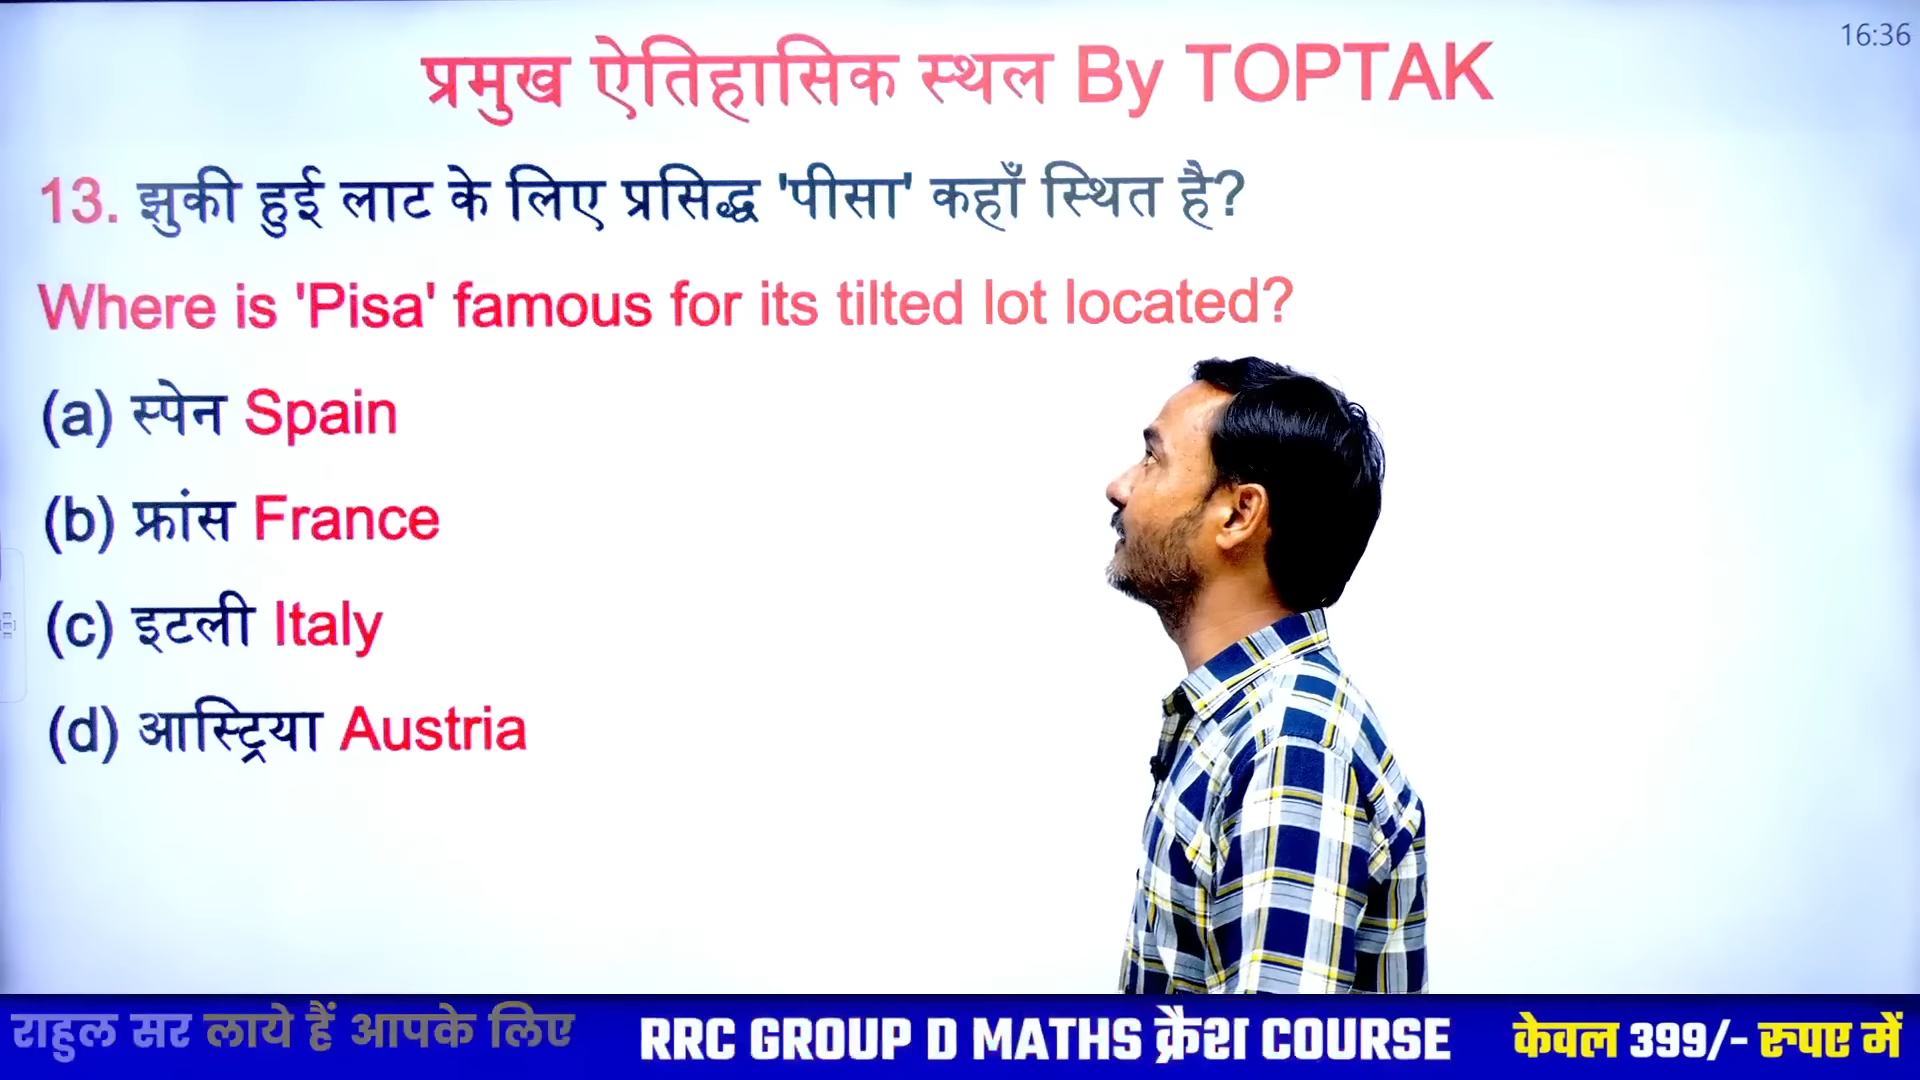 16:36
प्रमुख ऐतिहासिक स्थल By TOPTAK
13. झुकी हुई लाट के लिए प्रसिद्ध 'पीसा' कहाँ स्थित है?
Where is 'Pisa' famous for its tilted lot located?
(a) स्पेन Spain
(b) फ्रांस France
(c) इटली Italy
(d) आस्ट्रिया Austria
राहुल सर लाये हैं आपके लिए RRC GROUP D MATHS क्रैश COURSE केवल 399/- रुपए में